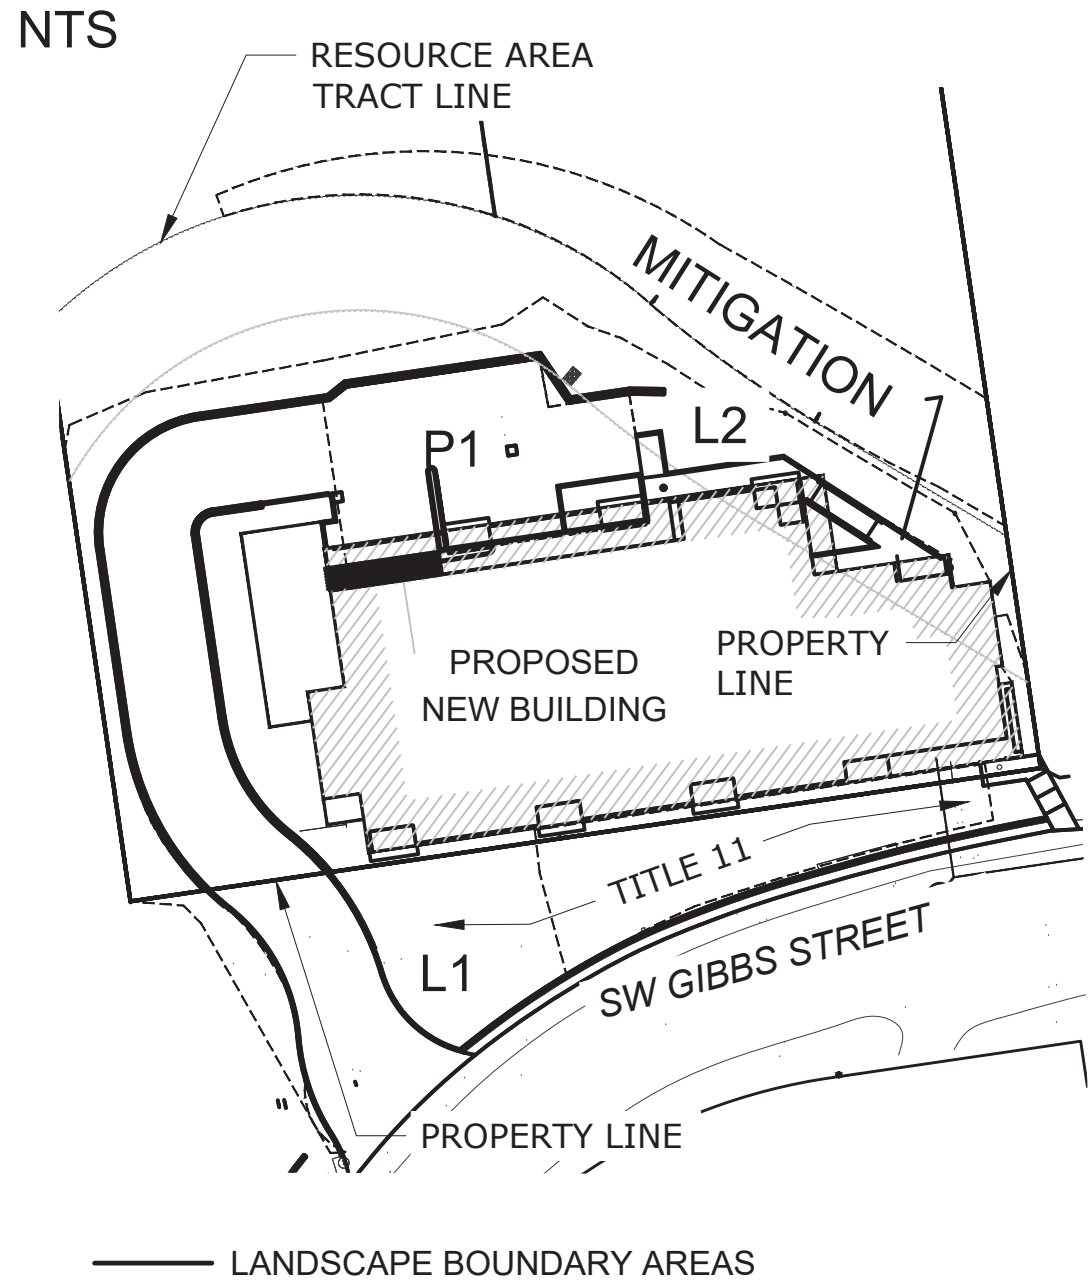 NTS
RESOURCE AREA
TRACT LINE
MITIGATION
L2
P1
PROPERTY
LINE
PROPOSED
NEW BUILDING
TITLE 11
L1
SW GIBBS STREET
PROPERTY LINE
LANDSCAPE BOUNDARY AREAS